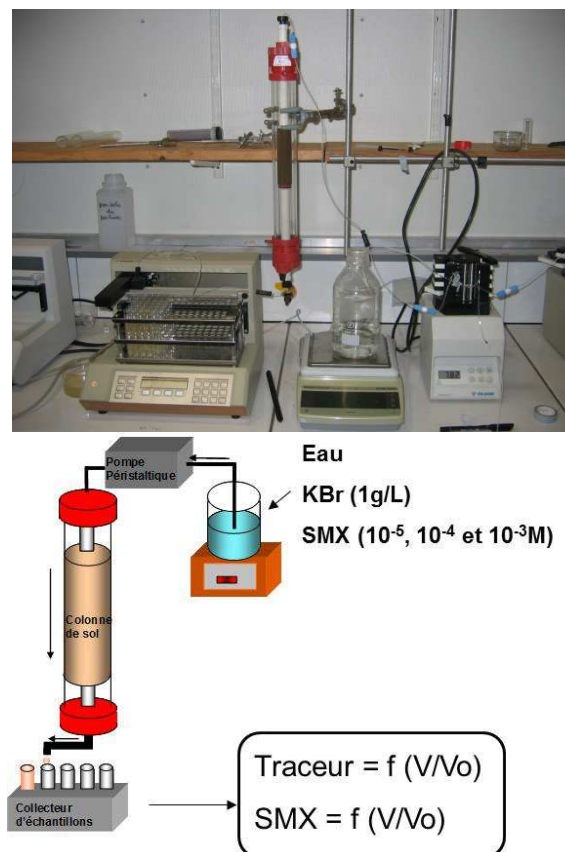 Pompe
Péristaltique
Eau
KBr (1g/L)
SMX (10⁻⁵, 10⁻⁴ et 10⁻³M)
Colonne
de sol
Collecteur
d'échantillons
Traceur = f (V/Vo)
SMX = f (V/Vo)